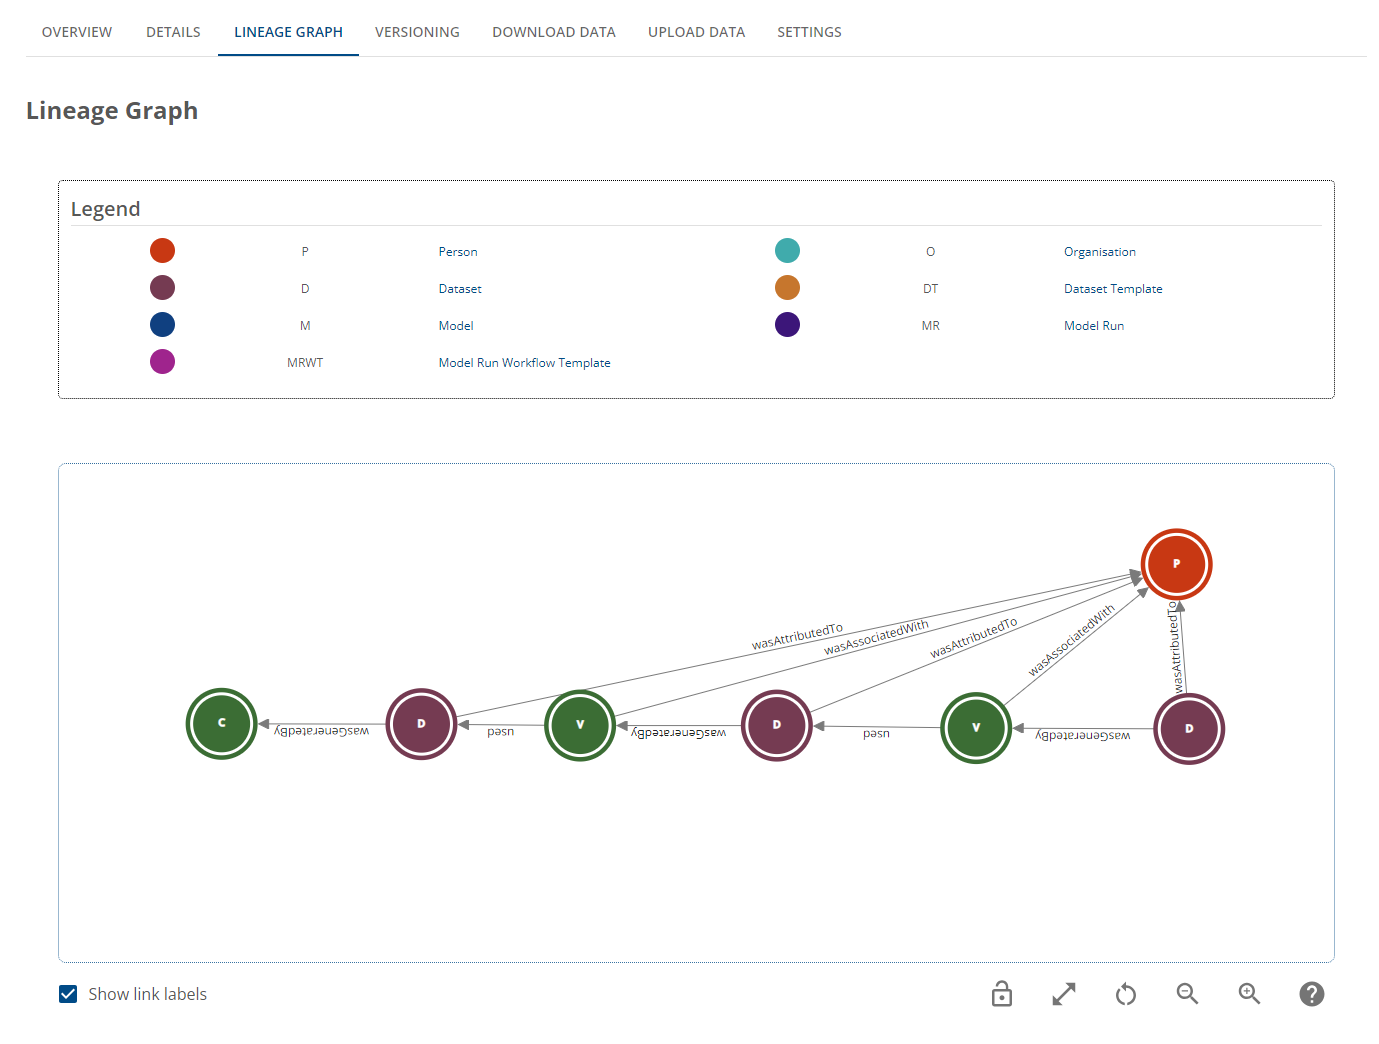 OVERVIEW DETAILS LINEAGE GRAPH VERSIONING DOWNLOAD DATA UPLOAD DATA SETTINGS
Lineage Graph
Legend
P Person O Organisation
D Dataset DT Dataset Template
M Model MR Model Run
MRWT Model Run Workflow Template
P
wasAttributedTo
wasAssociatedWith
wasAttributedTo
wasAssociatedWith
wasAttributedTo
C
wasGeneratedBy
D
used
V
wasGeneratedBy
D
used
V
wasGeneratedBy
D
Show link labels
?